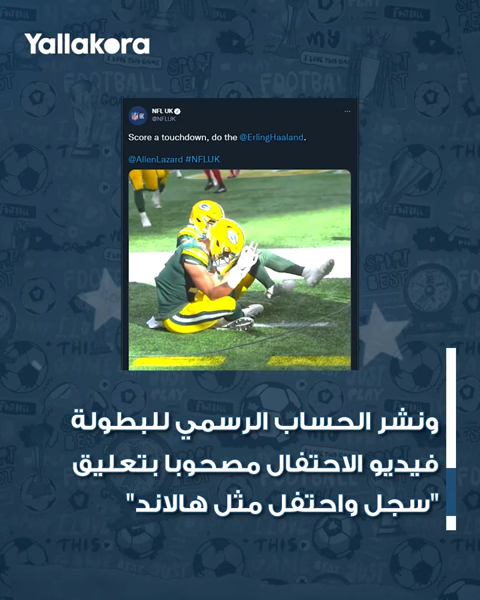 Yallakora
NFL UK
@NFLUK
Score a touchdown, do the @ErlingHaaland.
@AllenLazard #NFLUK
ونشر الحساب الرسمي للبطولة
فيديو الاحتفال مصحوبا بتعليق
"سجل واحتفل مثل هالاند"